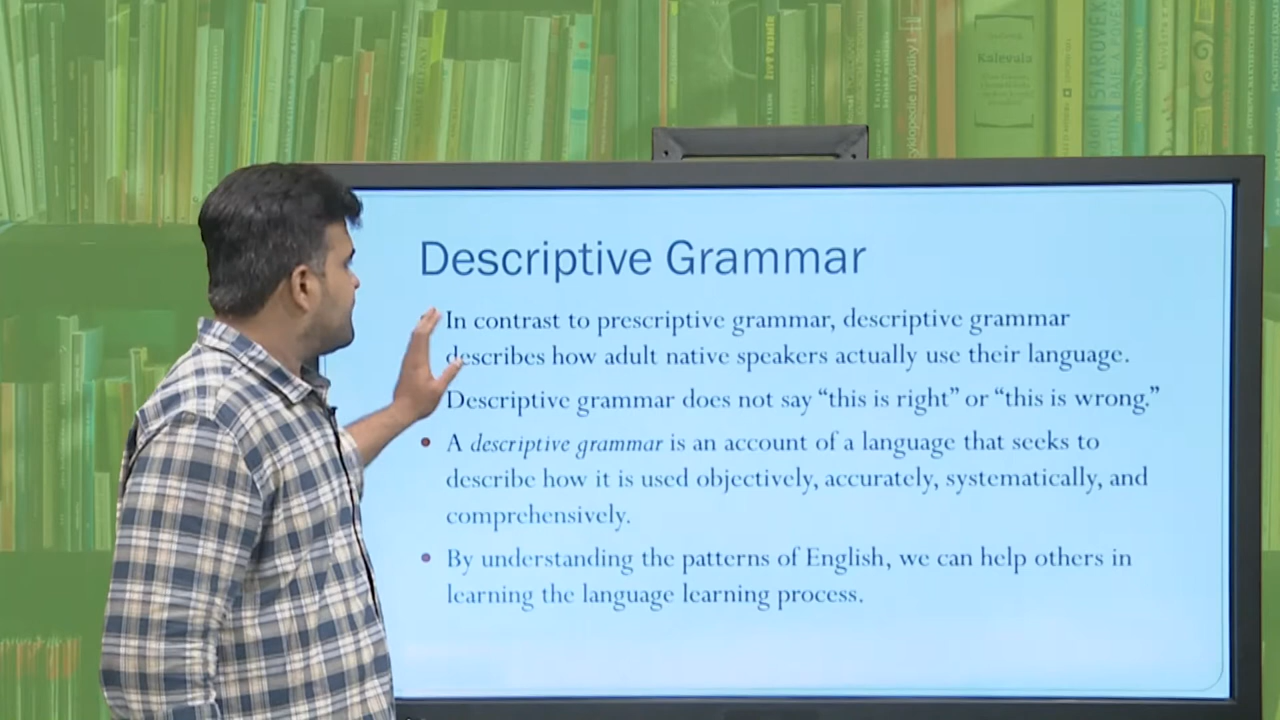 Kalevala
STAROVĚK
Descriptive Grammar
In contrast to prescriptive grammar, descriptive grammar
describes how adult native speakers actually use their language.
Descriptive grammar does not say “this is right” or “this is wrong.”
• A descriptive grammar is an account of a language that seeks to
describe how it is used objectively, accurately, systematically, and
comprehensively.
• By understanding the patterns of English, we can help others in
learning the language learning process.